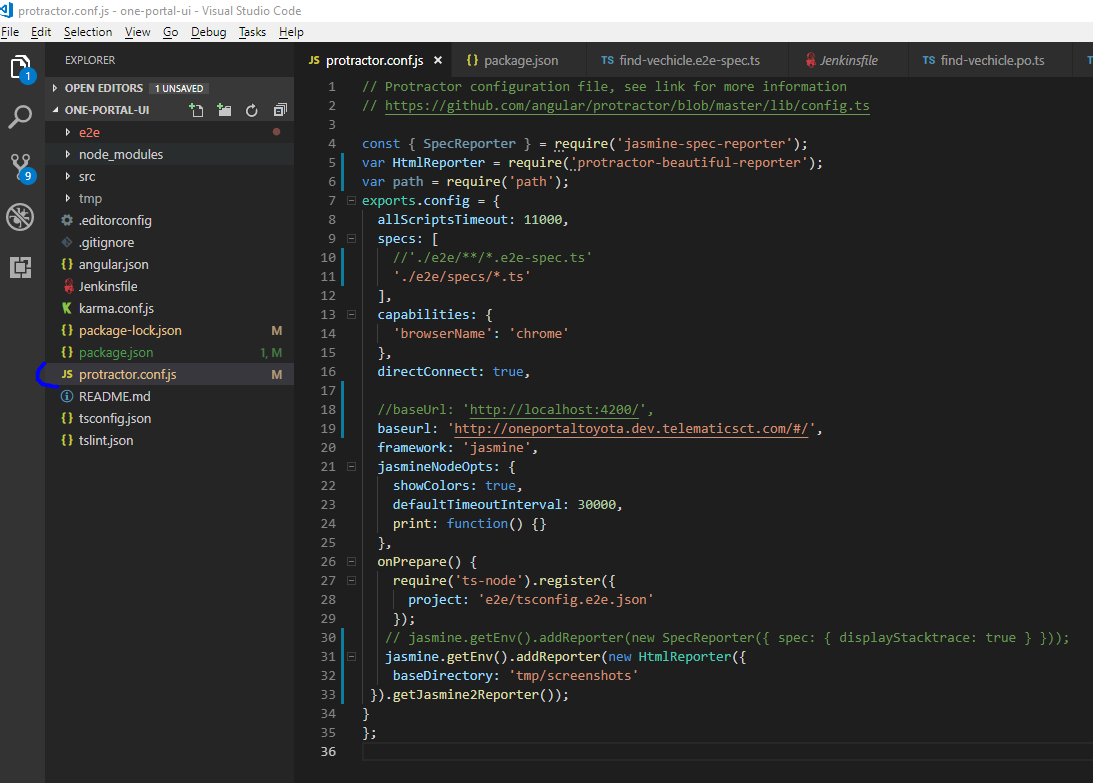 protractor.conf.js - one-portal-ui - Visual Studio Code
File Edit Selection View Go Debug Tasks Help
EXPLORER
OPEN EDITORS 1 UNSAVED
ONE-PORTAL-UI
e2e
node_modules
src
tmp
.editorconfig
.gitignore
{} angular.json
Jenkinsfile
K karma.conf.js
{} package-lock.json M
{} package.json 1, M
JS protractor.conf.js M
README.md
{} tsconfig.json
{} tslint.json
1
9
JS protractor.conf.js × {} package.json TS find-vechicle.e2e-spec.ts Jenkinsfile TS find-vechicle.po.ts
1 // Protractor configuration file, see link for more information
2 // https://github.com/angular/protractor/blob/master/lib/config.ts
3
4 const { SpecReporter } = require('jasmine-spec-reporter');
5 var HtmlReporter = require('protractor-beautiful-reporter');
6 var path = require('path');
7 exports.config = {
8 allScriptsTimeout: 11000,
9 specs: [
10 //'./e2e/**/*.e2e-spec.ts'
11 './e2e/specs/*.ts'
12 ],
13 capabilities: {
14 'browserName': 'chrome'
15 },
16 directConnect: true,
17
18 //baseUrl: 'http://localhost:4200/',
19 baseurl: 'http://oneportaltoyota.dev.telematicsct.com/#/',
20 framework: 'jasmine',
21 jasmineNodeOpts: {
22 showColors: true,
23 defaultTimeoutInterval: 30000,
24 print: function() {}
25 },
26 onPrepare() {
27 require('ts-node').register({
28 project: 'e2e/tsconfig.e2e.json'
29 });
30 // jasmine.getEnv().addReporter(new SpecReporter({ spec: { displayStacktrace: true } }));
31 jasmine.getEnv().addReporter(new HtmlReporter({
32 baseDirectory: 'tmp/screenshots'
33 }).getJasmine2Reporter());
34 }
35 };
36